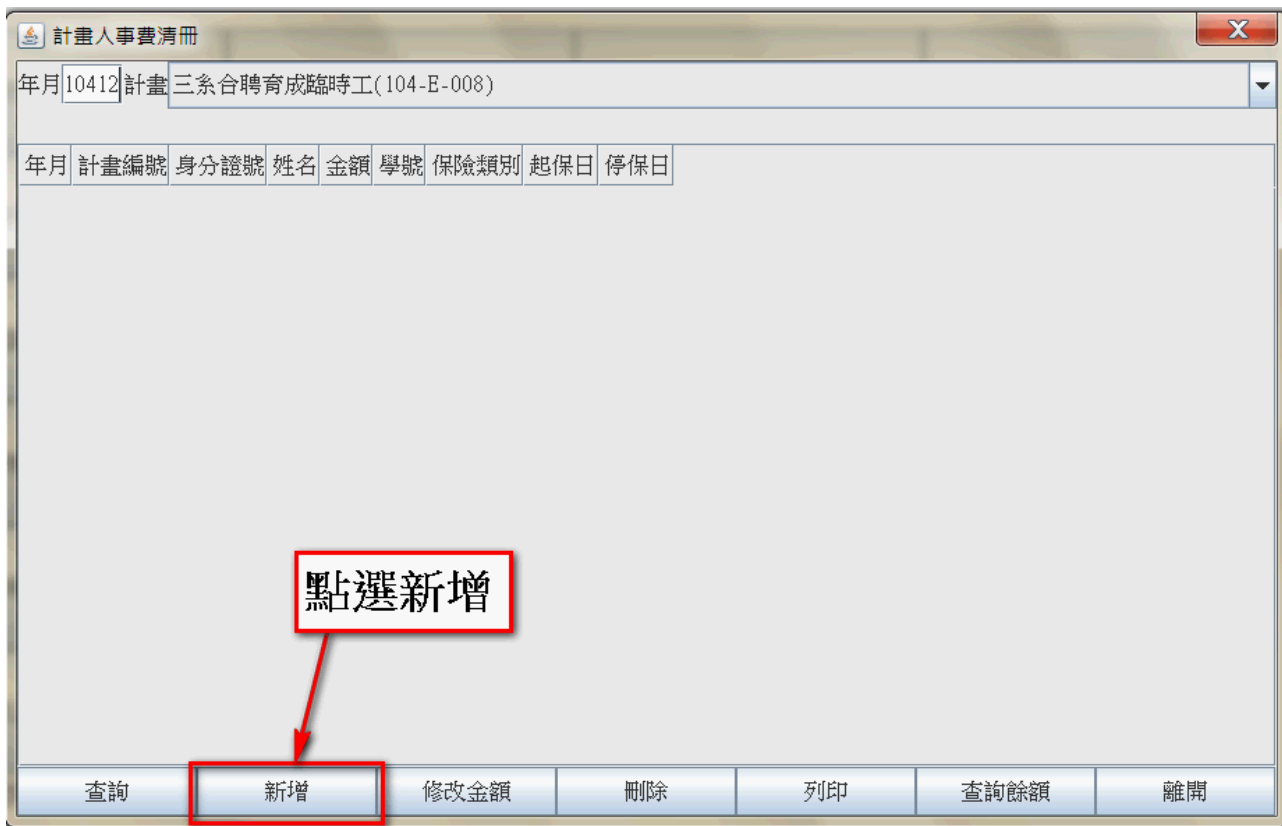 計畫人事費清冊
年月 10412 計畫 三系合聘育成臨時工(104-E-008)
年月 計畫編號 身分證號 姓名 金額 學號 保險類別 起保日 停保日
點選新增
查詢 新增 修改金額 刪除 列印 查詢餘額 離開